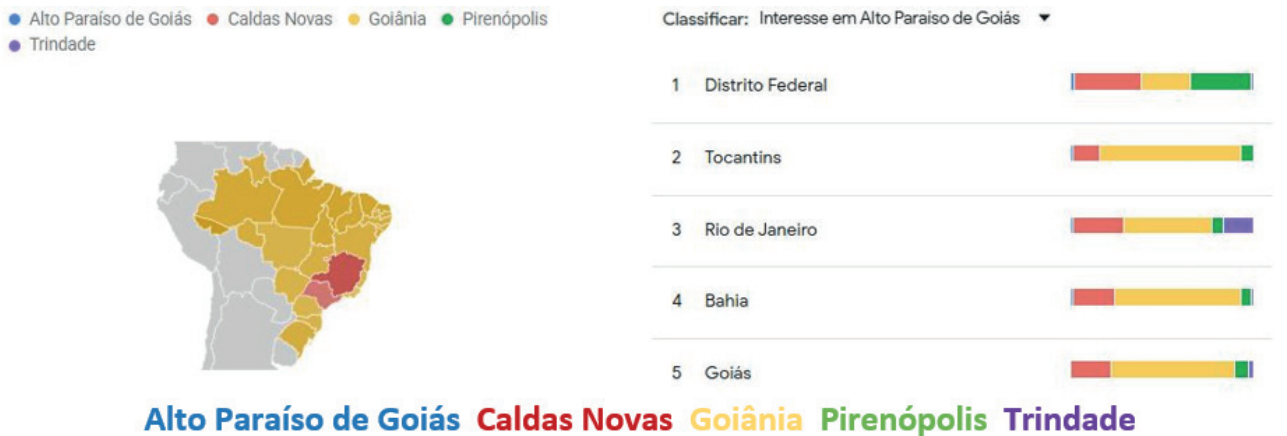 Alto Paraíso de Goiás Caldas Novas Goiânia Pirenópolis
Trindade
Classificar: Interesse em Alto Paraiso de Goiás
1 Distrito Federal
2 Tocantins
3 Rio de Janeiro
4 Bahia
5 Goiás
Alto Paraíso de Goiás Caldas Novas Goiânia Pirenópolis Trindade